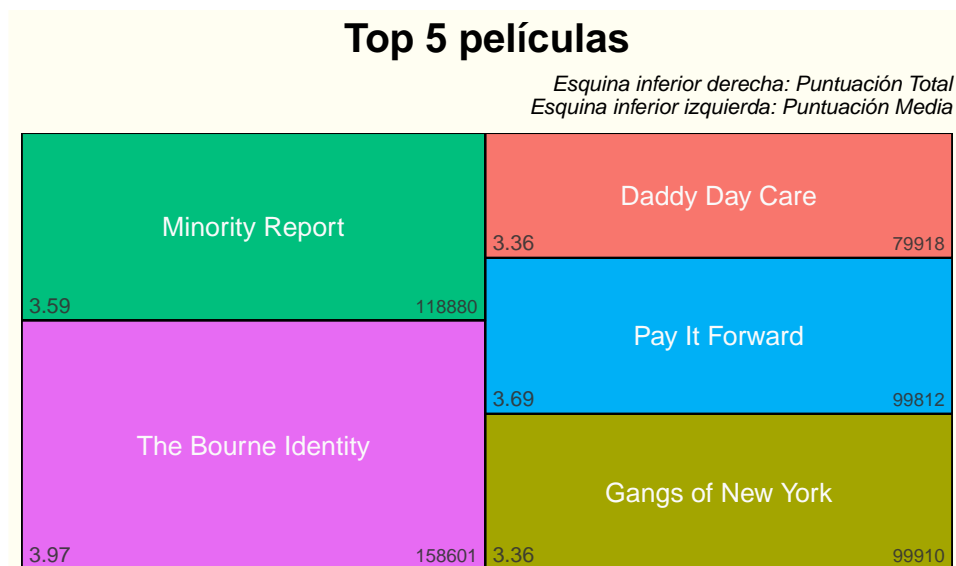 Top 5 películas
Esquina inferior derecha: Puntuación Total
Esquina inferior izquierda: Puntuación Media
Minority Report
3.59 118880
The Bourne Identity
3.97 158601
Daddy Day Care
3.36 79918
Pay It Forward
3.69 99812
Gangs of New York
3.36 99910